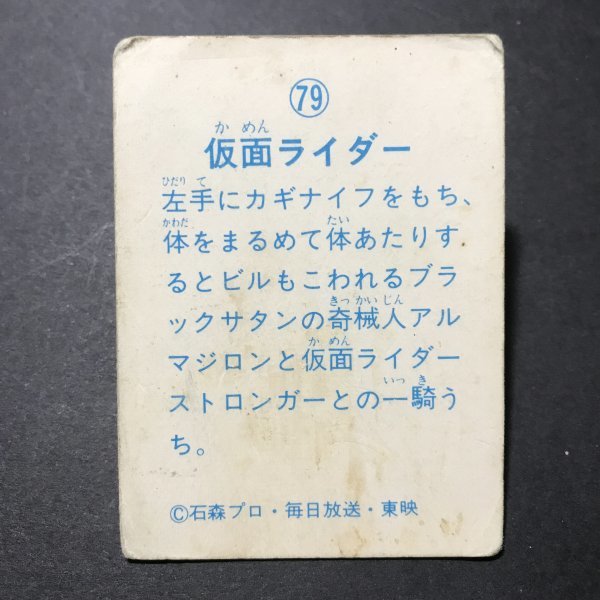 79
かめん
仮面ライダー
ひだり て
左手にカギナイフをもち、
かわだ たい
体をまるめて体あたりす
るとビルもこわれるブラ
きっかいじん
ックサタンの奇械人アル
かめん
マジロンと仮面ライダー
いっき
ストロンガーとの一騎う
ち。
©石森プロ・毎日放送・東映